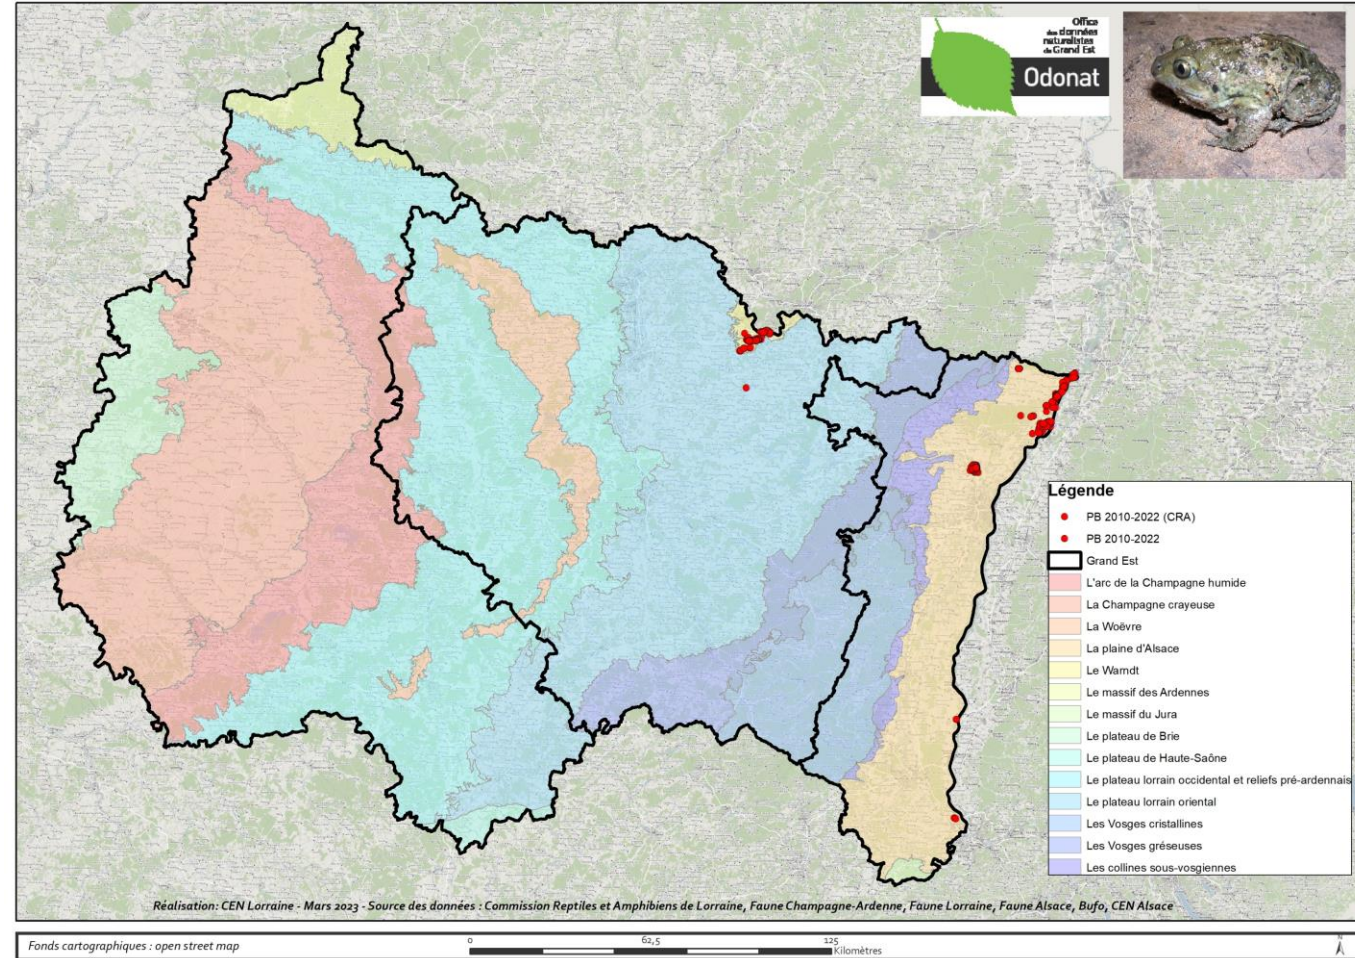 Office
des données
naturalistes
du Grand Est
Odonat
Légende
PB 2010-2022 (CRA)
PB 2010-2022
Grand Est
L'arc de la Champagne humide
La Champagne crayeuse
La Woëvre
La plaine d'Alsace
Le Warndt
Le massif des Ardennes
Le massif du Jura
Le plateau de Brie
Le plateau de Haute-Saône
Le plateau lorrain occidental et reliefs pré-ardennais
Le plateau lorrain oriental
Les Vosges cristallines
Les Vosges gréseuses
Les collines sous-vosgiennes
Réalisation: CEN Lorraine - Mars 2023 - Source des données : Commission Reptiles et Amphibiens de Lorraine, Faune Champagne-Ardenne, Faune Lorraine, Faune Alsace, Bufo, CEN Alsace
Fonds cartographiques : open street map
0 62,5 125
Kilomètres
N